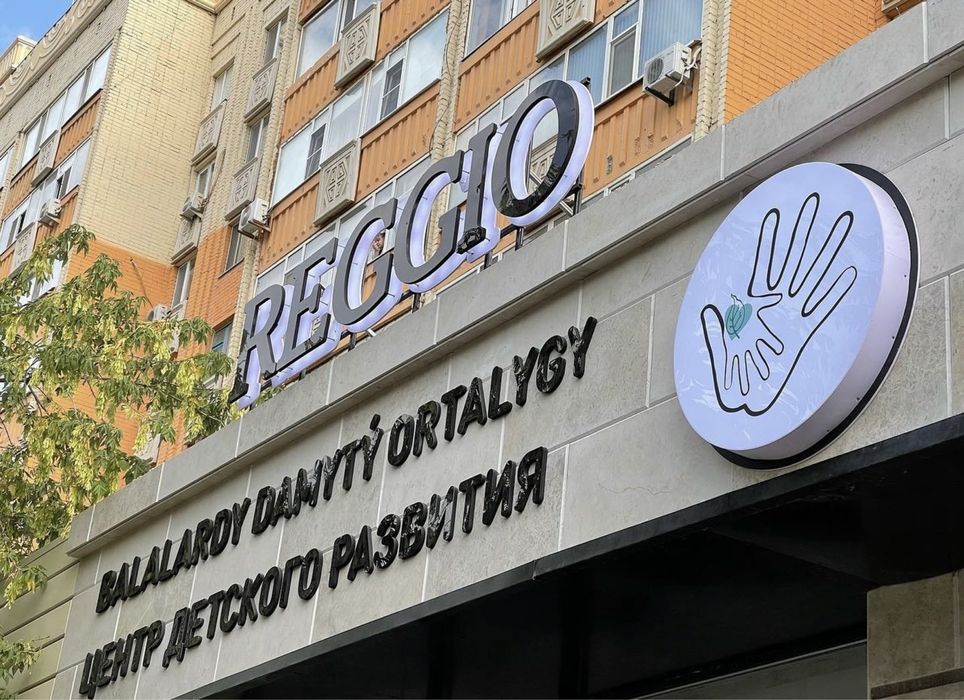 REGGIO
BALALARDY DAMYTÝ ORTALYGY
ЦЕНТР ДЕТСКОГО РАЗВИТИЯ